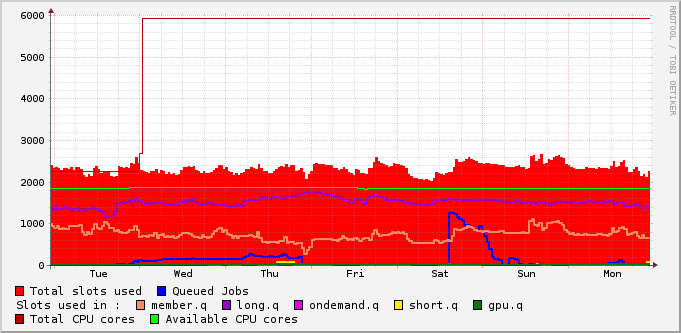 RRDTOOL / TOBI OETIKER
6000
5000
4000
3000
2000
1000
0
Tue Wed Thu Fri Sat Sun Mon
Total slots used Queued Jobs
Slots used in : member.q long.q ondemand.q short.q gpu.q
Total CPU cores Available CPU cores